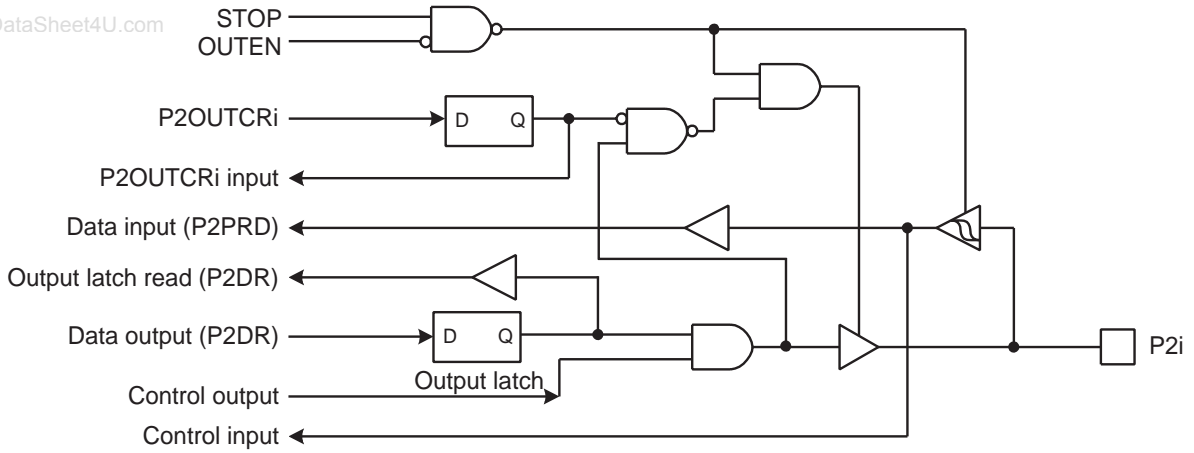 DataSheet4U.com
STOP
OUTEN
P2OUTCRi
D Q
P2OUTCRi input
Data input (P2PRD)
Output latch read (P2DR)
Data output (P2DR)
D Q
P2i
Output latch
Control output
Control input